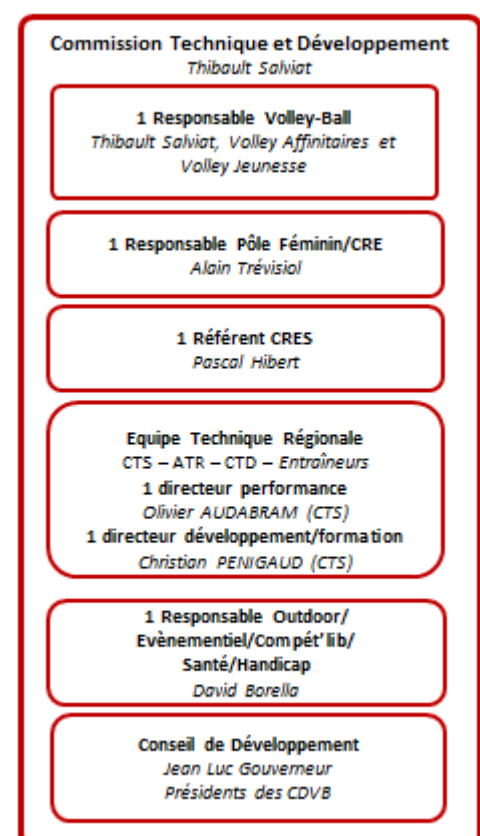 Commission Technique et Développement
Thibault Salviat
1 Responsable Volley-Ball
Thibault Salviat, Volley Affinitaires et
Volley Jeunesse
1 Responsable Pôle Féminin/CRE
Alain Trévisiol
1 Référent CRES
Pascal Hibert
Equipe Technique Régionale
CTS – ATR – CTD – Entraîneurs
1 directeur performance
Olivier AUDABRAM (CTS)
1 directeur développement/formation
Christian PENIGAUD (CTS)
1 Responsable Outdoor/
Evènementiel/Compét'lib/
Santé/Handicap
David Borella
Conseil de Développement
Jean Luc Gouverneur
Présidents des CDVB